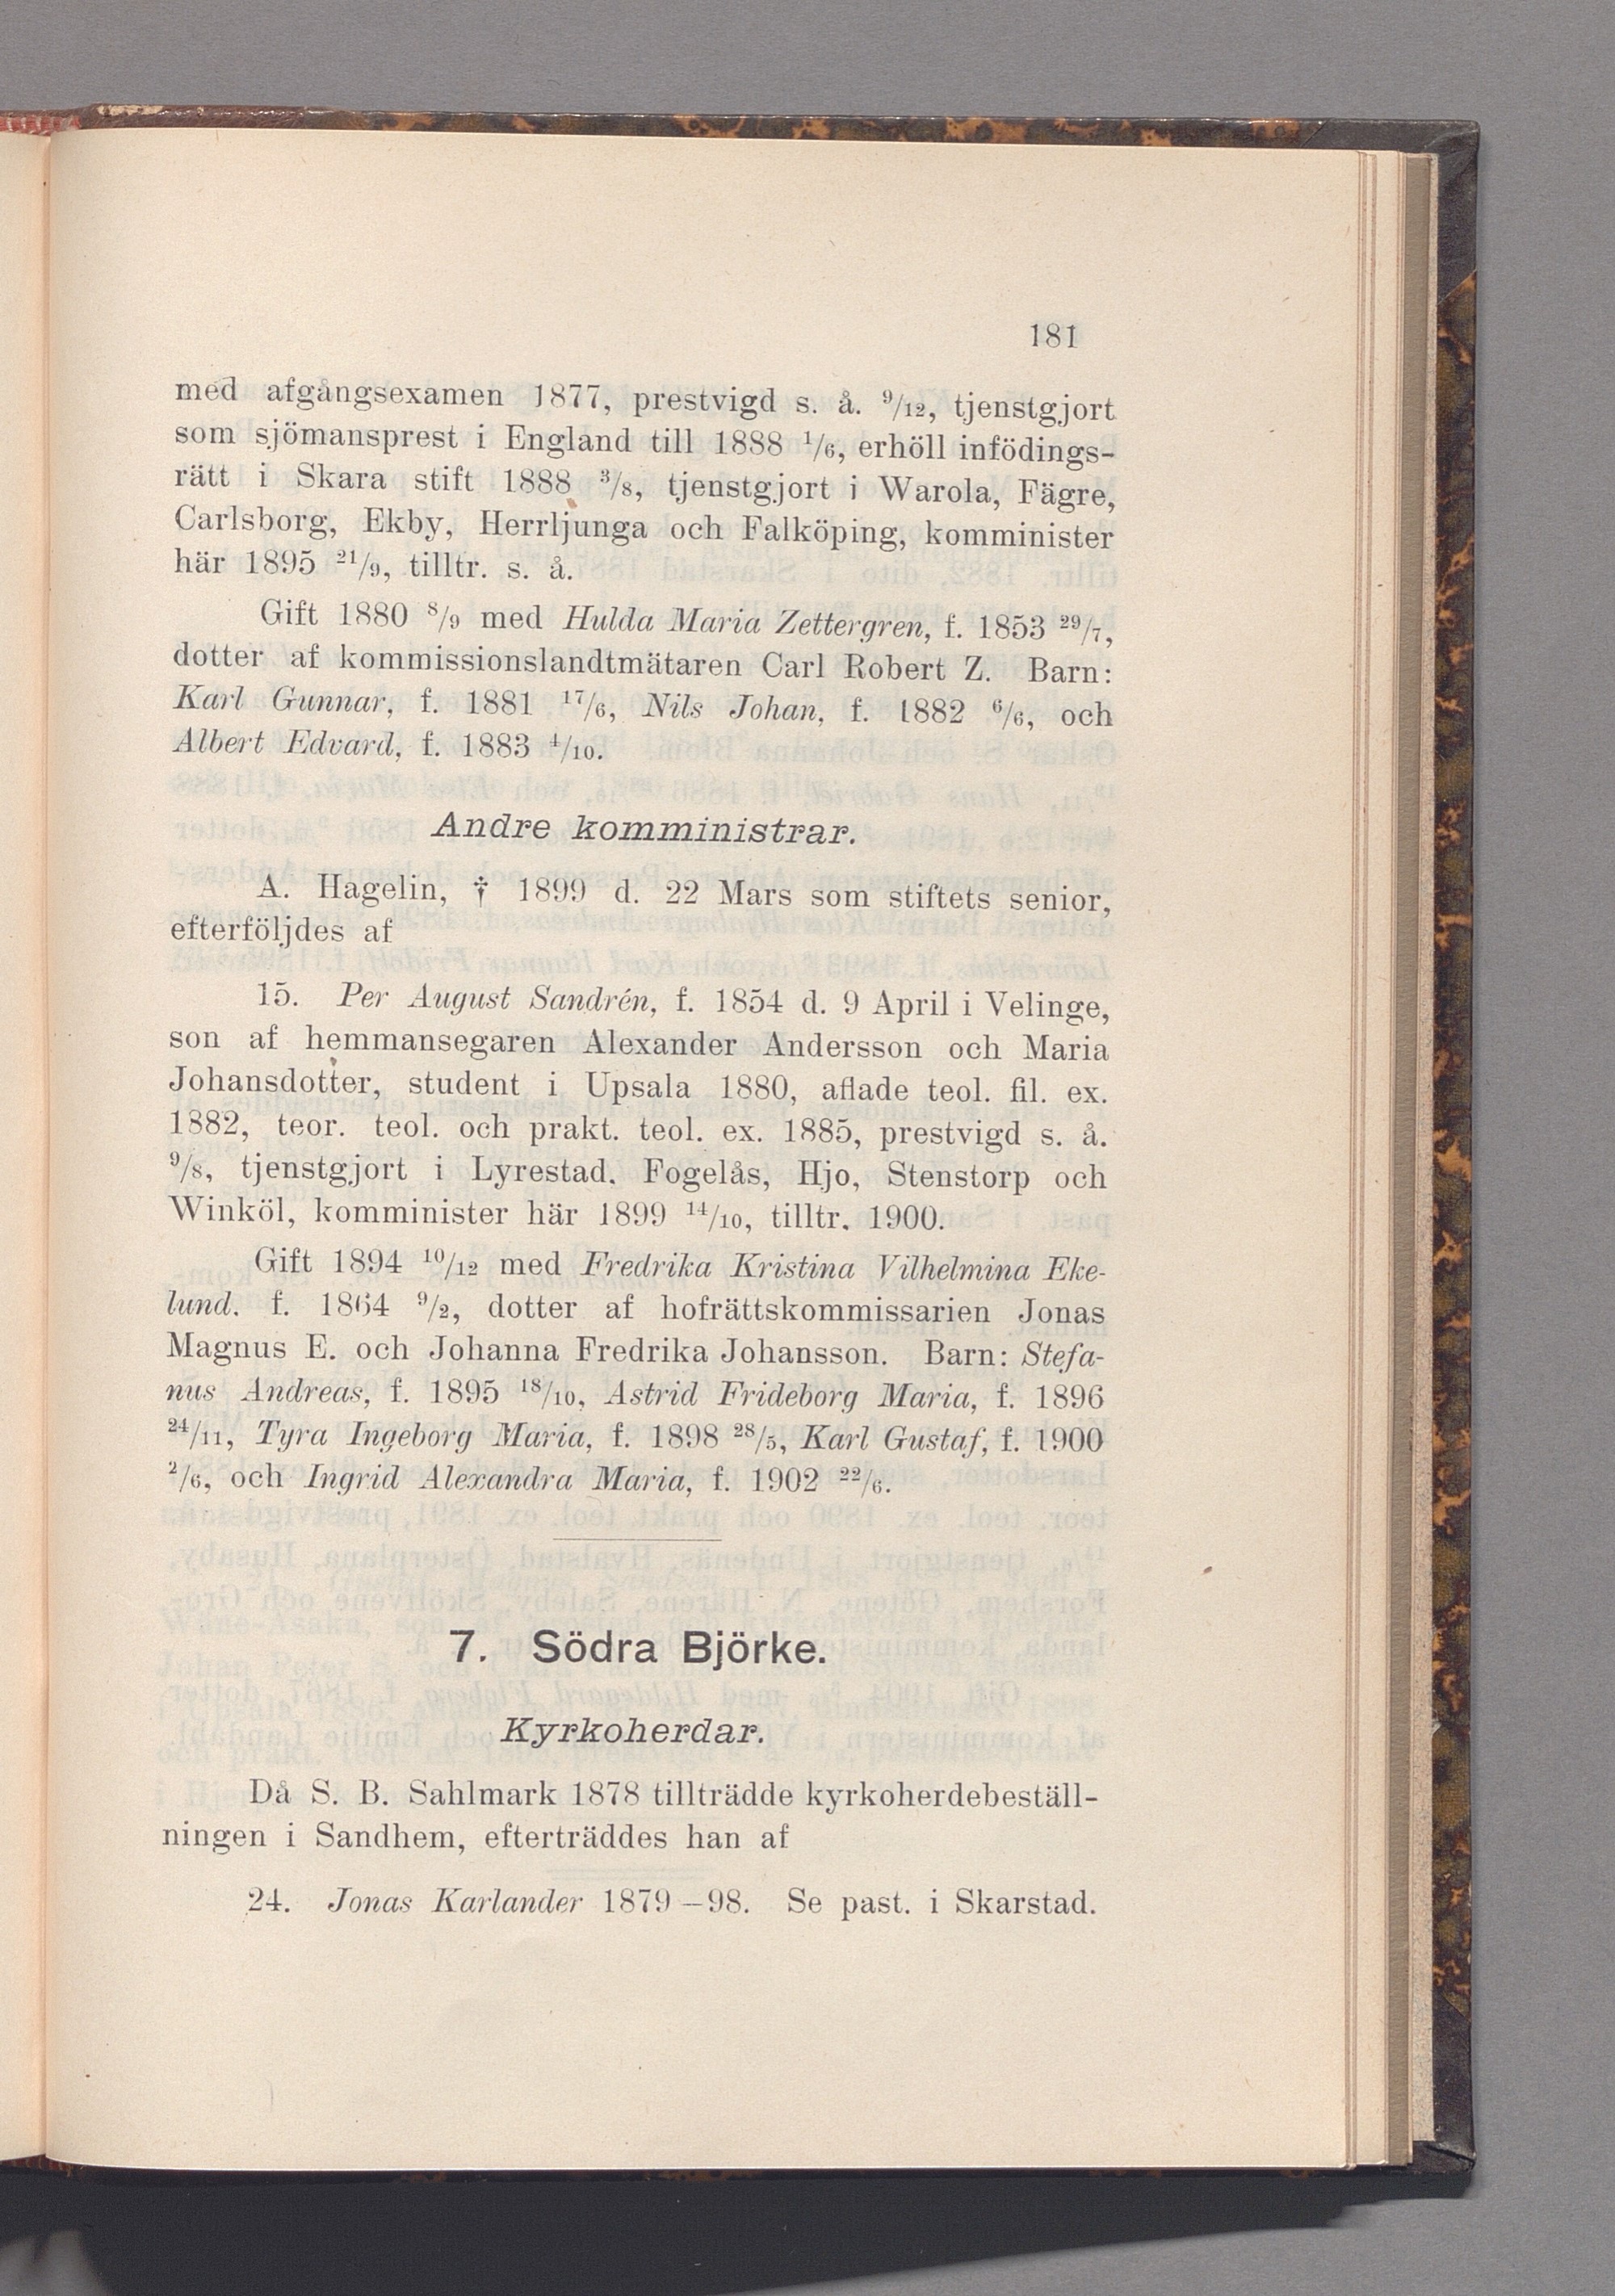 181
med afgångsexamen 1877, prestvigd s. å. ⁹/₁₂, tjenstgjort
som sjömansprest i England till 1888 ¹/₆, erhöll infödings-
rätt i Skara stift 1888 ³/₈, tjenstgjort i Warola, Fägre,
Carlsborg, Ekby, Herrljunga och Falköping, komminister
här 1895 ²¹/₉, tilltr. s. å.
Gift 1880 ⁸/₉ med Hulda Maria Zettergren, f. 1853 ²⁹/₇,
dotter af kommissionslandtmätaren Carl Robert Z. Barn:
Karl Gunnar, f. 1881 ¹⁷/₆, Nils Johan, f. 1882 ⁶/₆, och
Albert Edvard, f. 1883 ⁴/₁₀.
Andre komministrar.
A. Hagelin, † 1899 d. 22 Mars som stiftets senior,
efterföljdes af
15. Per August Sandrén, f. 1854 d. 9 April i Velinge,
son af hemmansegaren Alexander Andersson och Maria
Johansdotter, student i Upsala 1880, aflade teol. fil. ex.
1882, teor. teol. och prakt. teol. ex. 1885, prestvigd s. å.
⁹/₈, tjenstgjort i Lyrestad, Fogelås, Hjo, Stenstorp och
Winköl, komminister här 1899 ¹⁴/₁₀, tilltr. 1900.
Gift 1894 ¹⁰/₁₂ med Fredrika Kristina Vilhelmina Eke-
lund, f. 1864 ⁹/₂, dotter af hofrättskommissarien Jonas
Magnus E. och Johanna Fredrika Johansson. Barn: Stefa-
nus Andreas, f. 1895 ¹⁸/₁₀, Astrid Frideborg Maria, f. 1896
²⁴/₁₁, Tyra Ingeborg Maria, f. 1898 ²⁸/₅, Karl Gustaf, f. 1900
²/₆, och Ingrid Alexandra Maria, f. 1902 ²²/₆.
7. Södra Björke.
Kyrkoherdar.
Då S. B. Sahlmark 1878 tillträdde kyrkoherdebeställ-
ningen i Sandhem, efterträddes han af
24. Jonas Karlander 1879–98. Se past. i Skarstad.